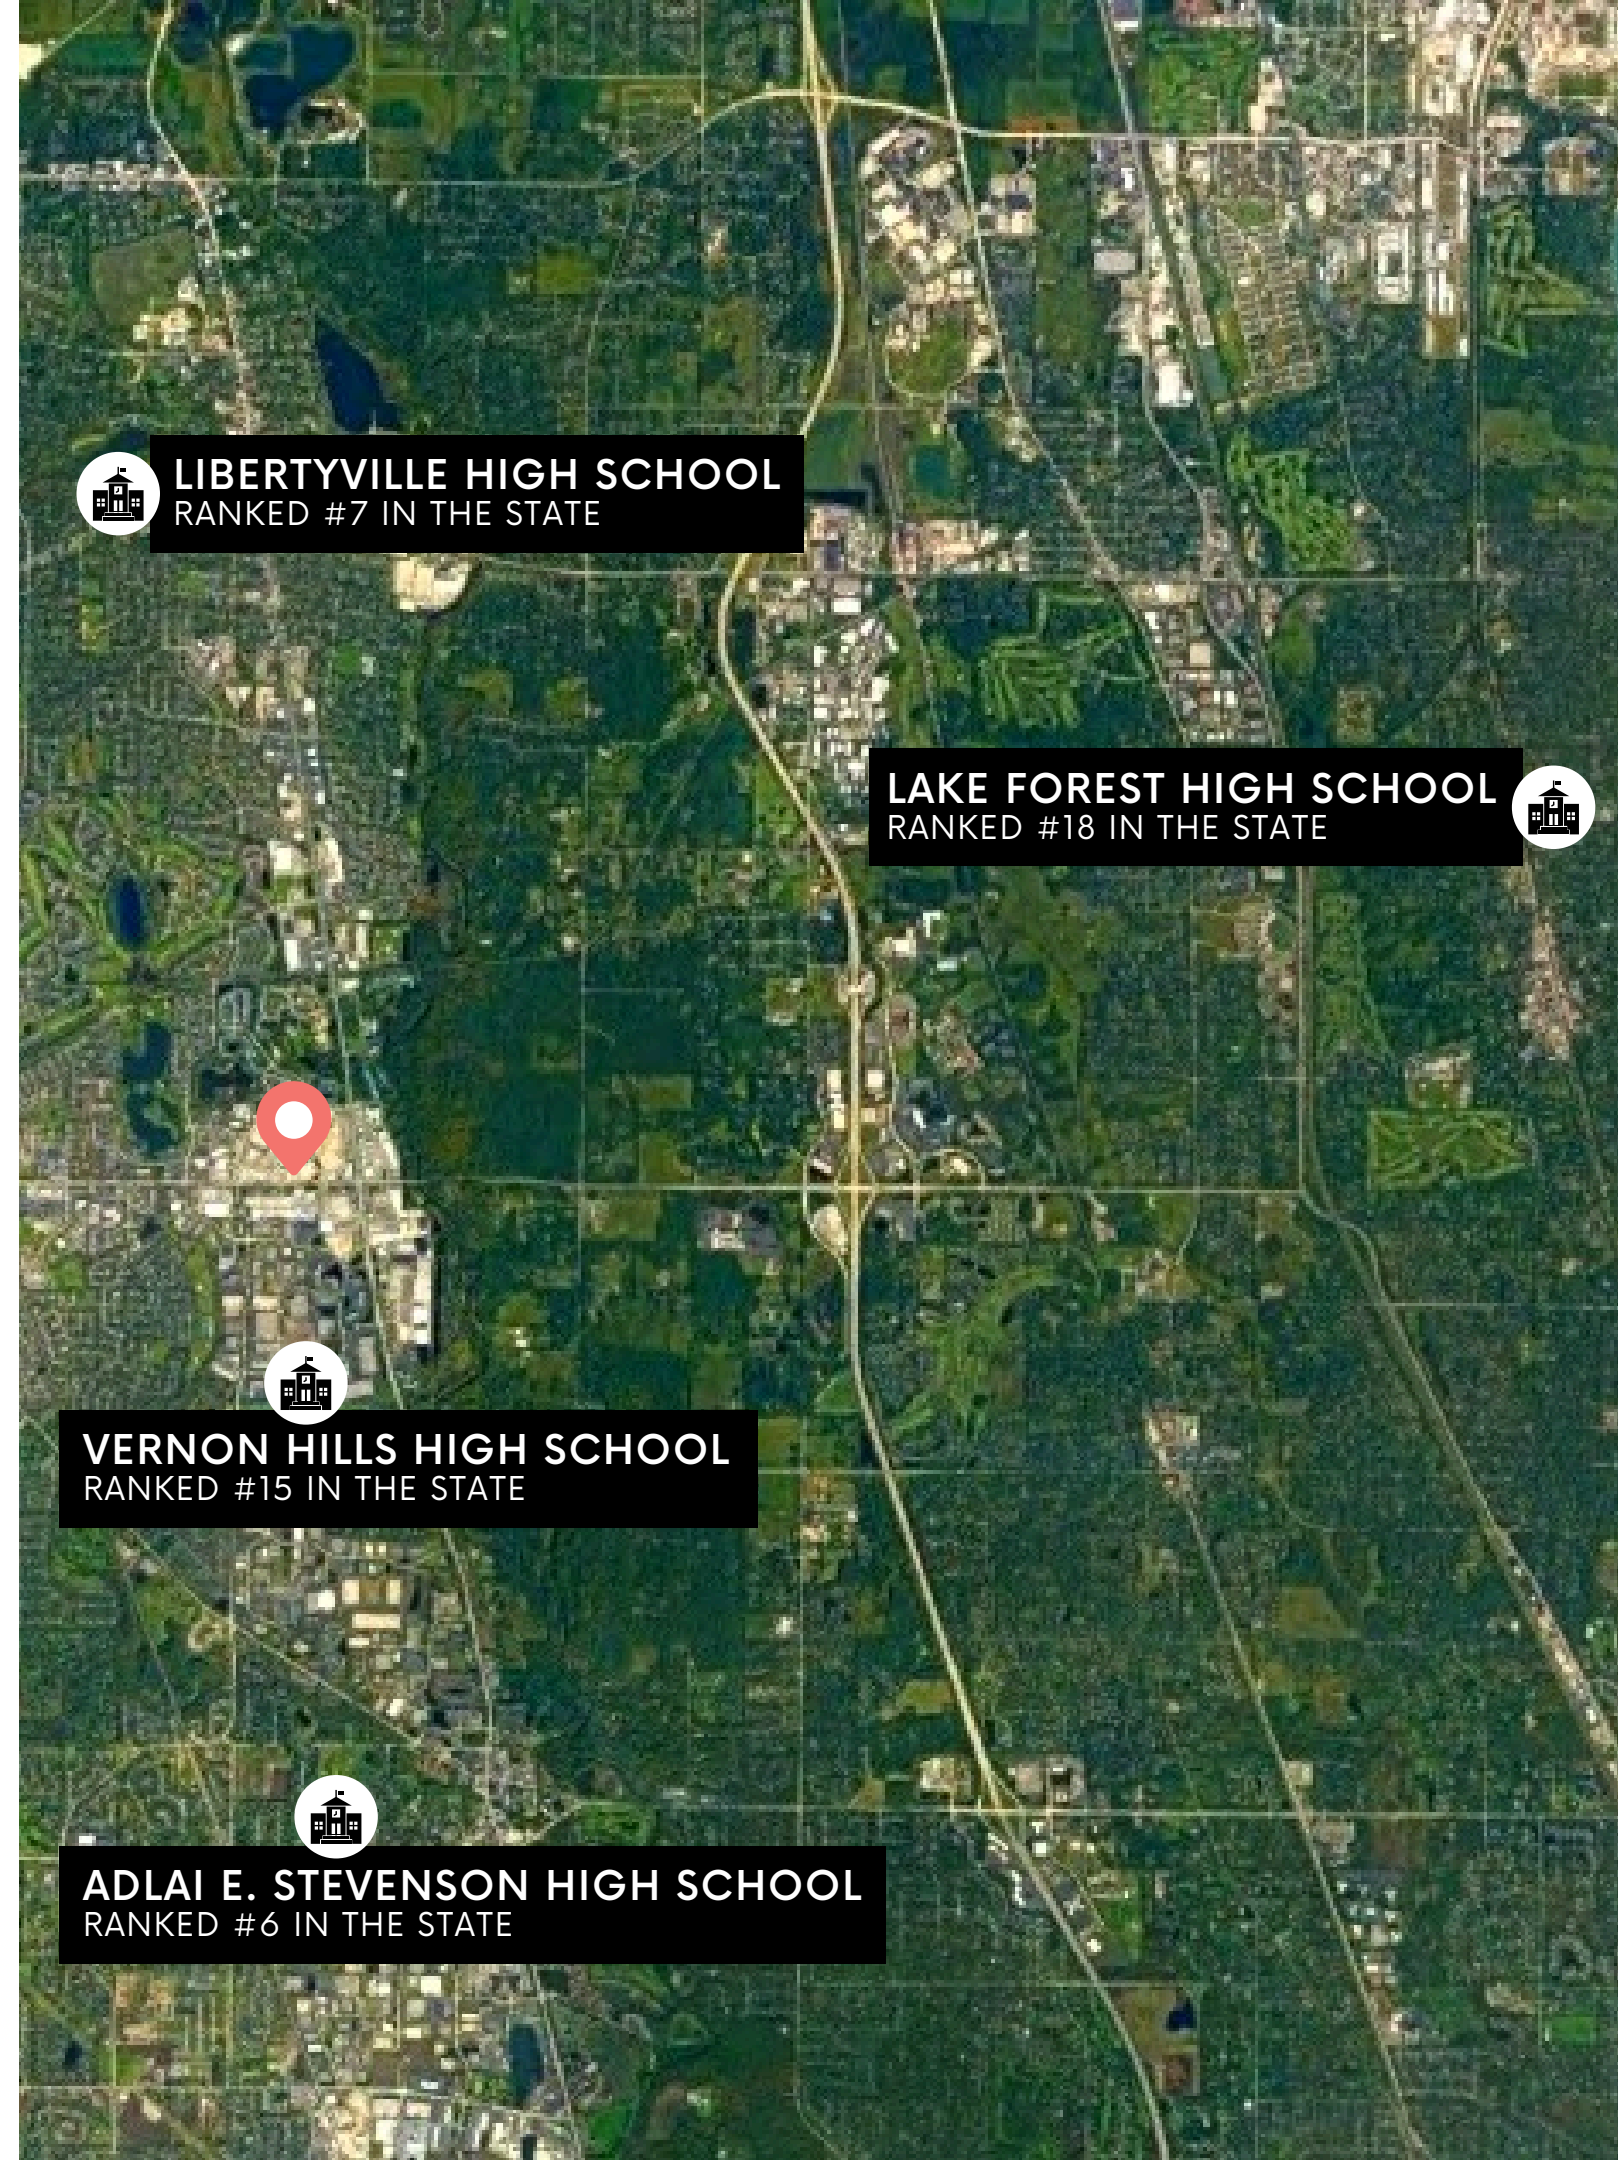 LIBERTYVILLE HIGH SCHOOL
RANKED #7 IN THE STATE
LAKE FOREST HIGH SCHOOL
RANKED #18 IN THE STATE
VERNON HILLS HIGH SCHOOL
RANKED #15 IN THE STATE
ADLAI E. STEVENSON HIGH SCHOOL
RANKED #6 IN THE STATE